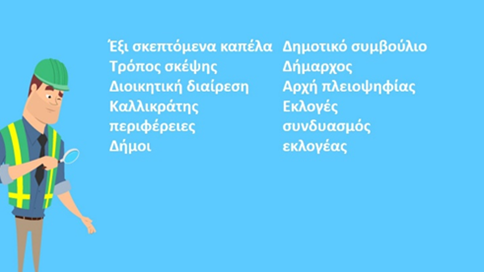 Έξι σκεπτόμενα καπέλα
Τρόπος σκέψης
Διοικητική διαίρεση
Καλλικράτης
περιφέρειες
Δήμοι
Δημοτικό συμβούλιο
Δήμαρχος
Αρχή πλειοψηφίας
Εκλογές
συνδυασμός
εκλογέας